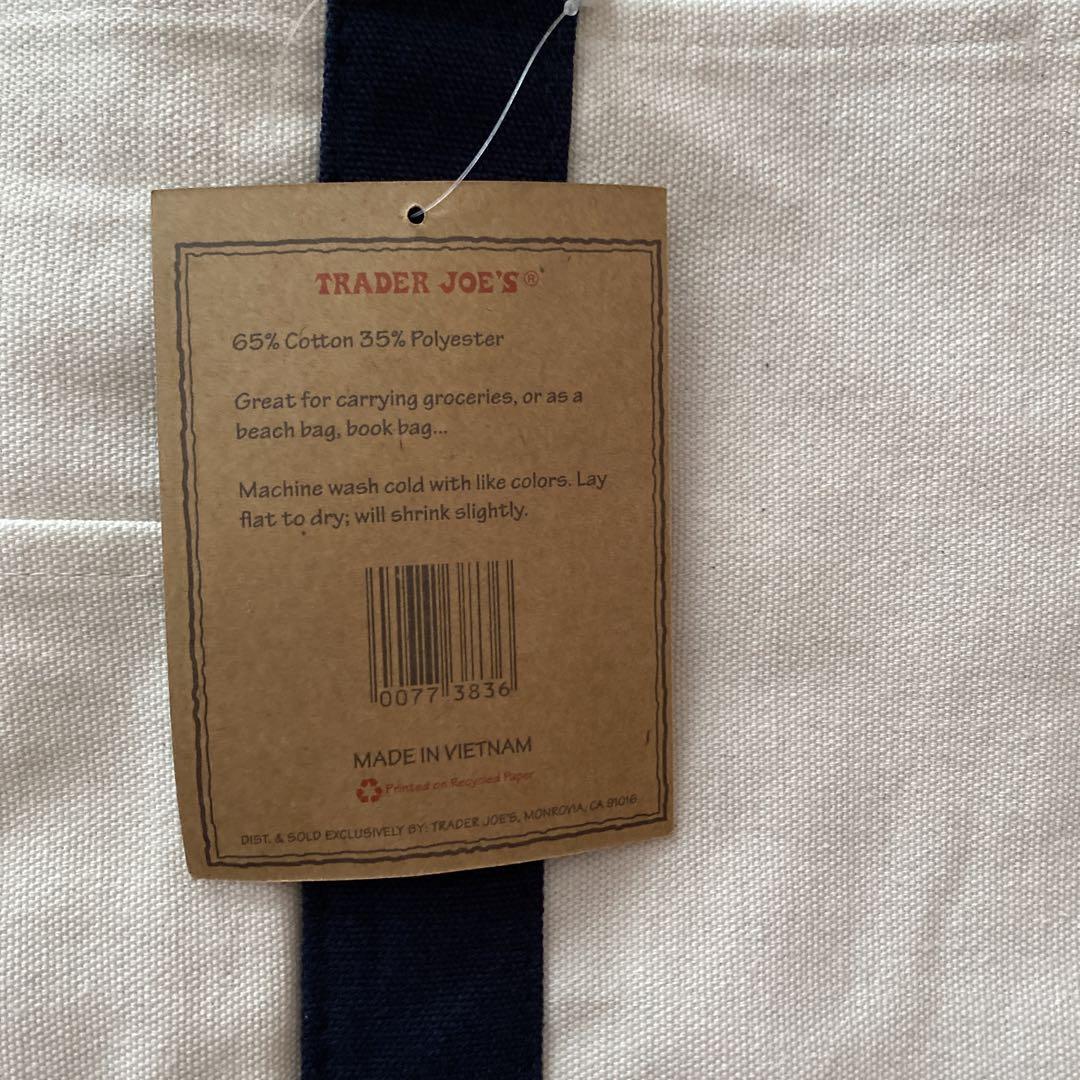 TRADER JOE'S®
65% Cotton 35% Polyester
Great for carrying groceries, or as a
beach bag, book bag...
Machine wash cold with like colors. Lay
flat to dry; will shrink slightly.
0077 3836
MADE IN VIETNAM
Printed on Recycled Paper
DIST. & SOLD EXCLUSIVELY BY: TRADER JOE'S, MONROVIA, CA 91016